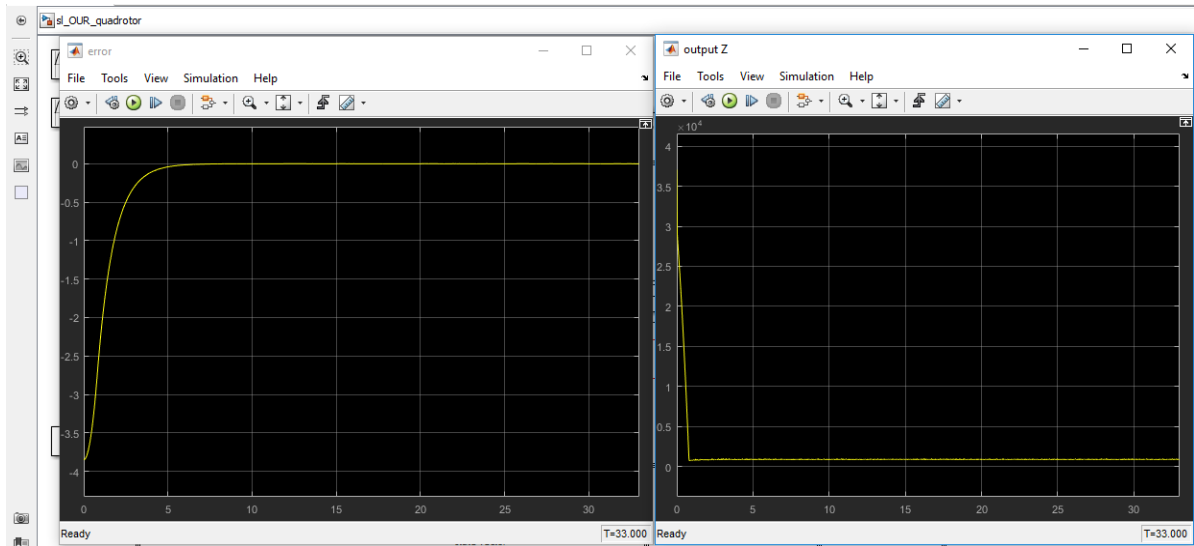 sl_OUR_quadrotor
error
File Tools View Simulation Help
0
-0.5
-1
-1.5
-2
-2.5
-3
-3.5
-4
0 5 10 15 20 25 30
Ready T=33.000
output Z
File Tools View Simulation Help
×10^4
4
3.5
3
2.5
2
1.5
1
0.5
0
0 5 10 15 20 25 30
Ready T=33.000